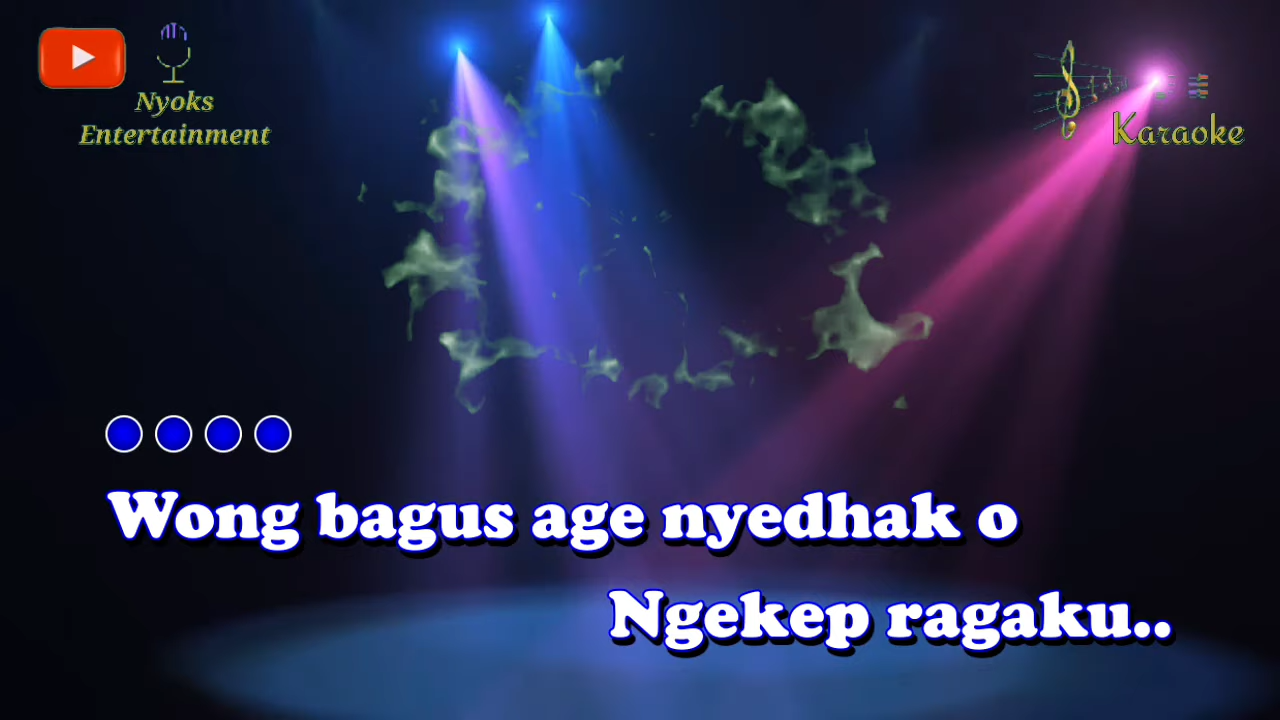 Nyoks
Entertainment
Karaoke
Wong bagus age nyedhak o
Ngekep ragaku..